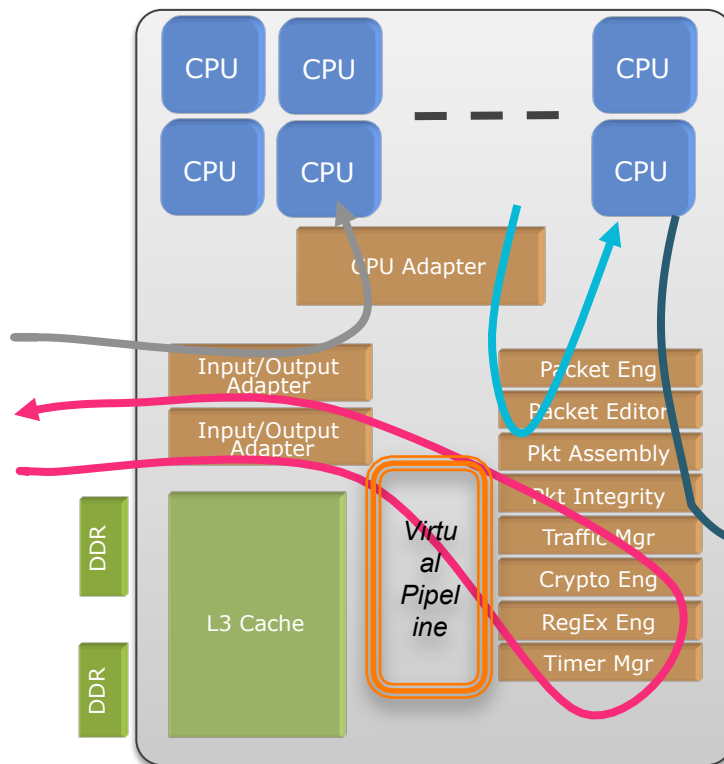 CPU
CPU
CPU
CPU
CPU
CPU
CPU Adapter
Input/Output
Adapter
Input/Output
Adapter
Packet Eng
Packet Editor
Pkt Assembly
Pkt Integrity
Traffic Mgr
Crypto Eng
RegEx Eng
Timer Mgr
Virtu
al
Pipel
ine
L3 Cache
DDR
DDR